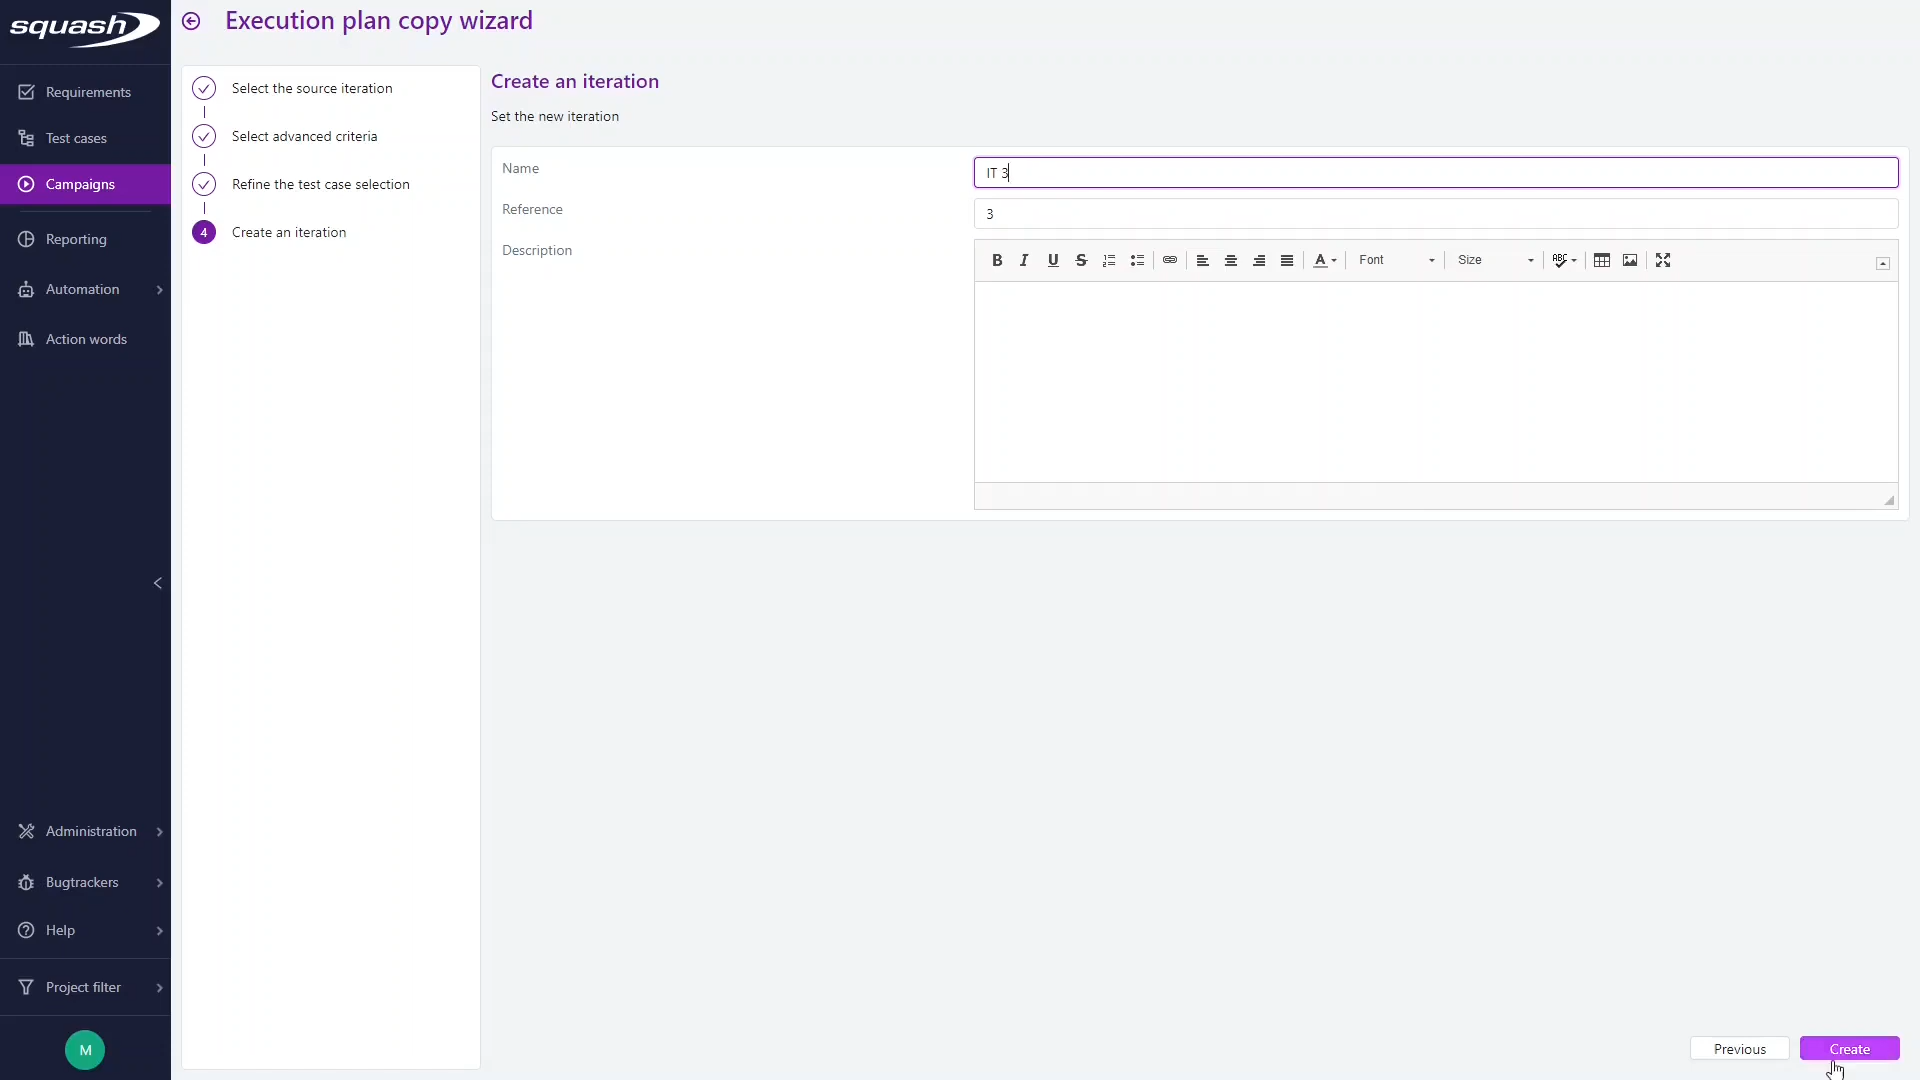 squash
Execution plan copy wizard
Requirements
Test cases
Campaigns
Reporting
Automation
Action words
Administration
Bugtrackers
Help
Project filter
M
Select the source iteration
Select advanced criteria
Refine the test case selection
4 Create an iteration
Create an iteration
Set the new iteration
Name IT 3
Reference 3
Description
B I U S A Font Size ABC
Previous Create